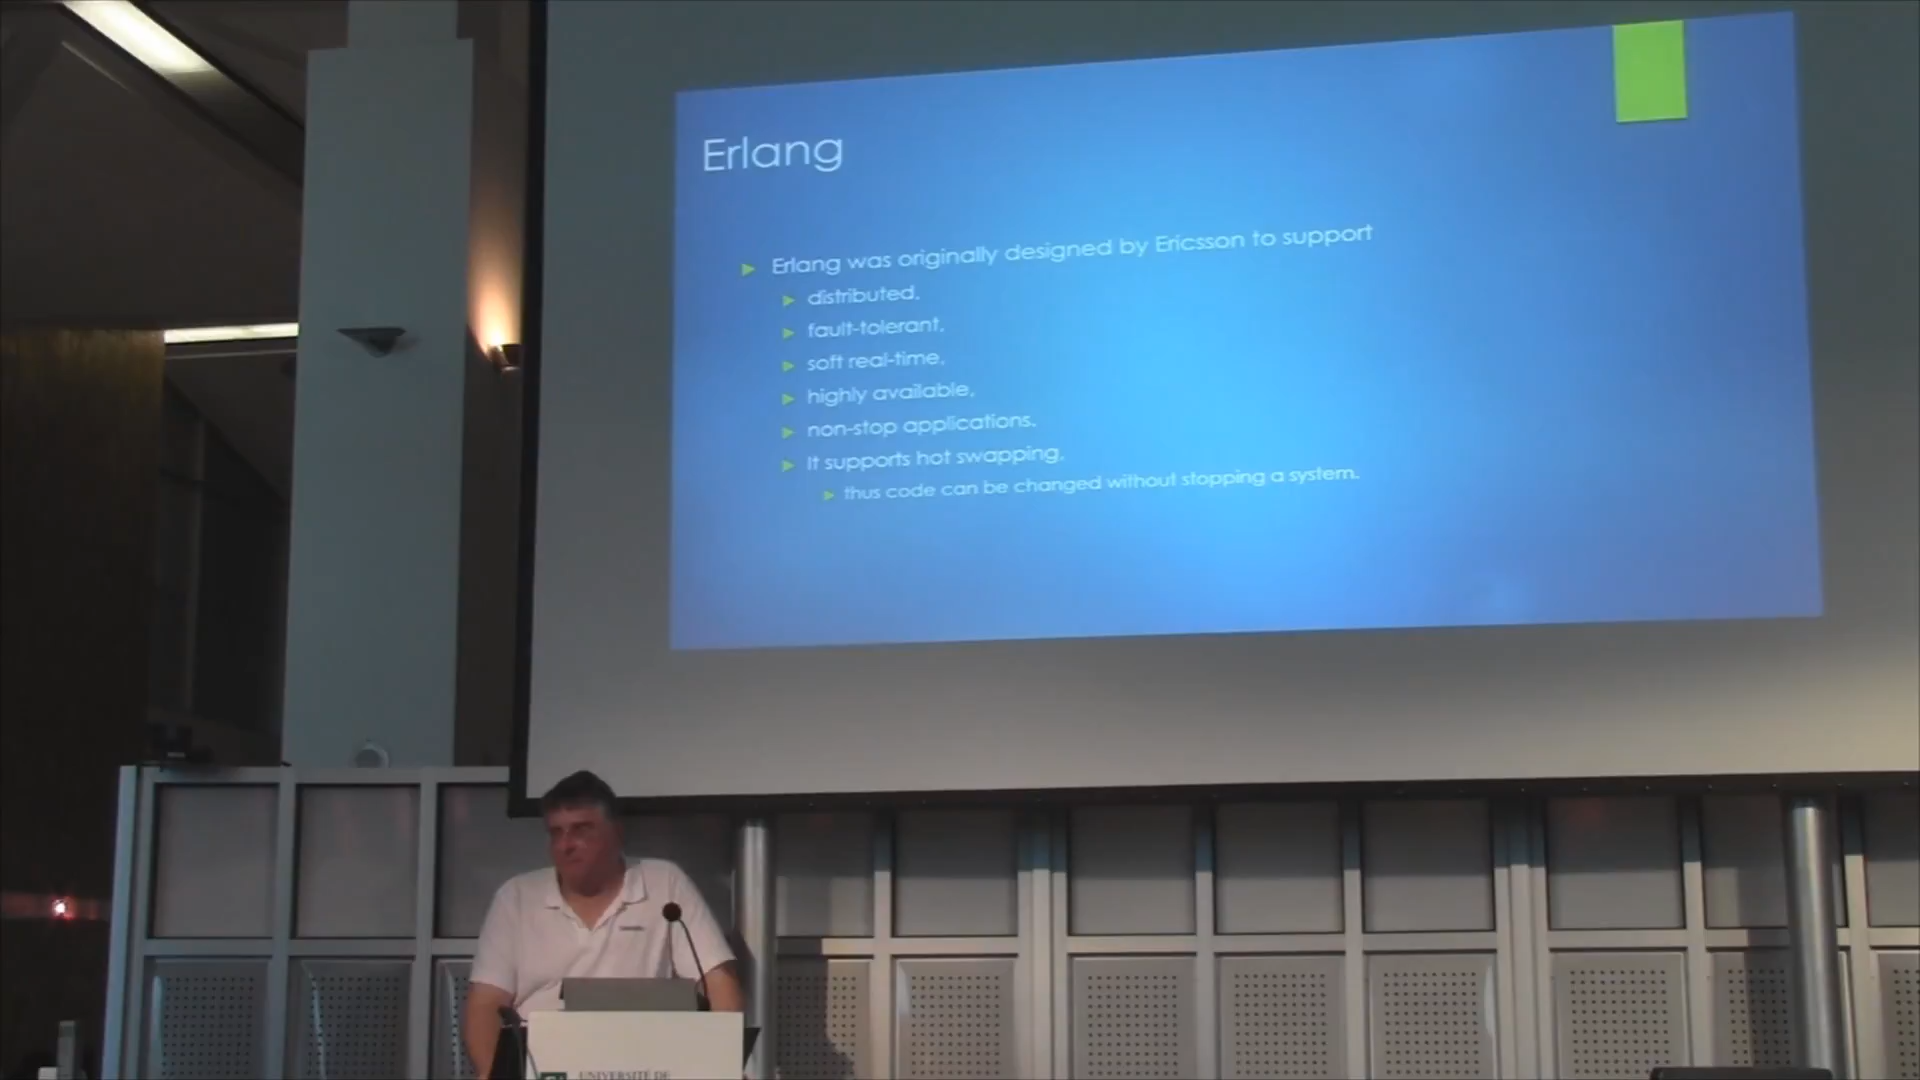 Erlang
Erlang was originally designed by Ericsson to support
distributed,
fault-tolerant,
soft real-time,
highly available,
non-stop applications.
It supports hot swapping,
thus code can be changed without stopping a system.
UNIVERSITÉ DE